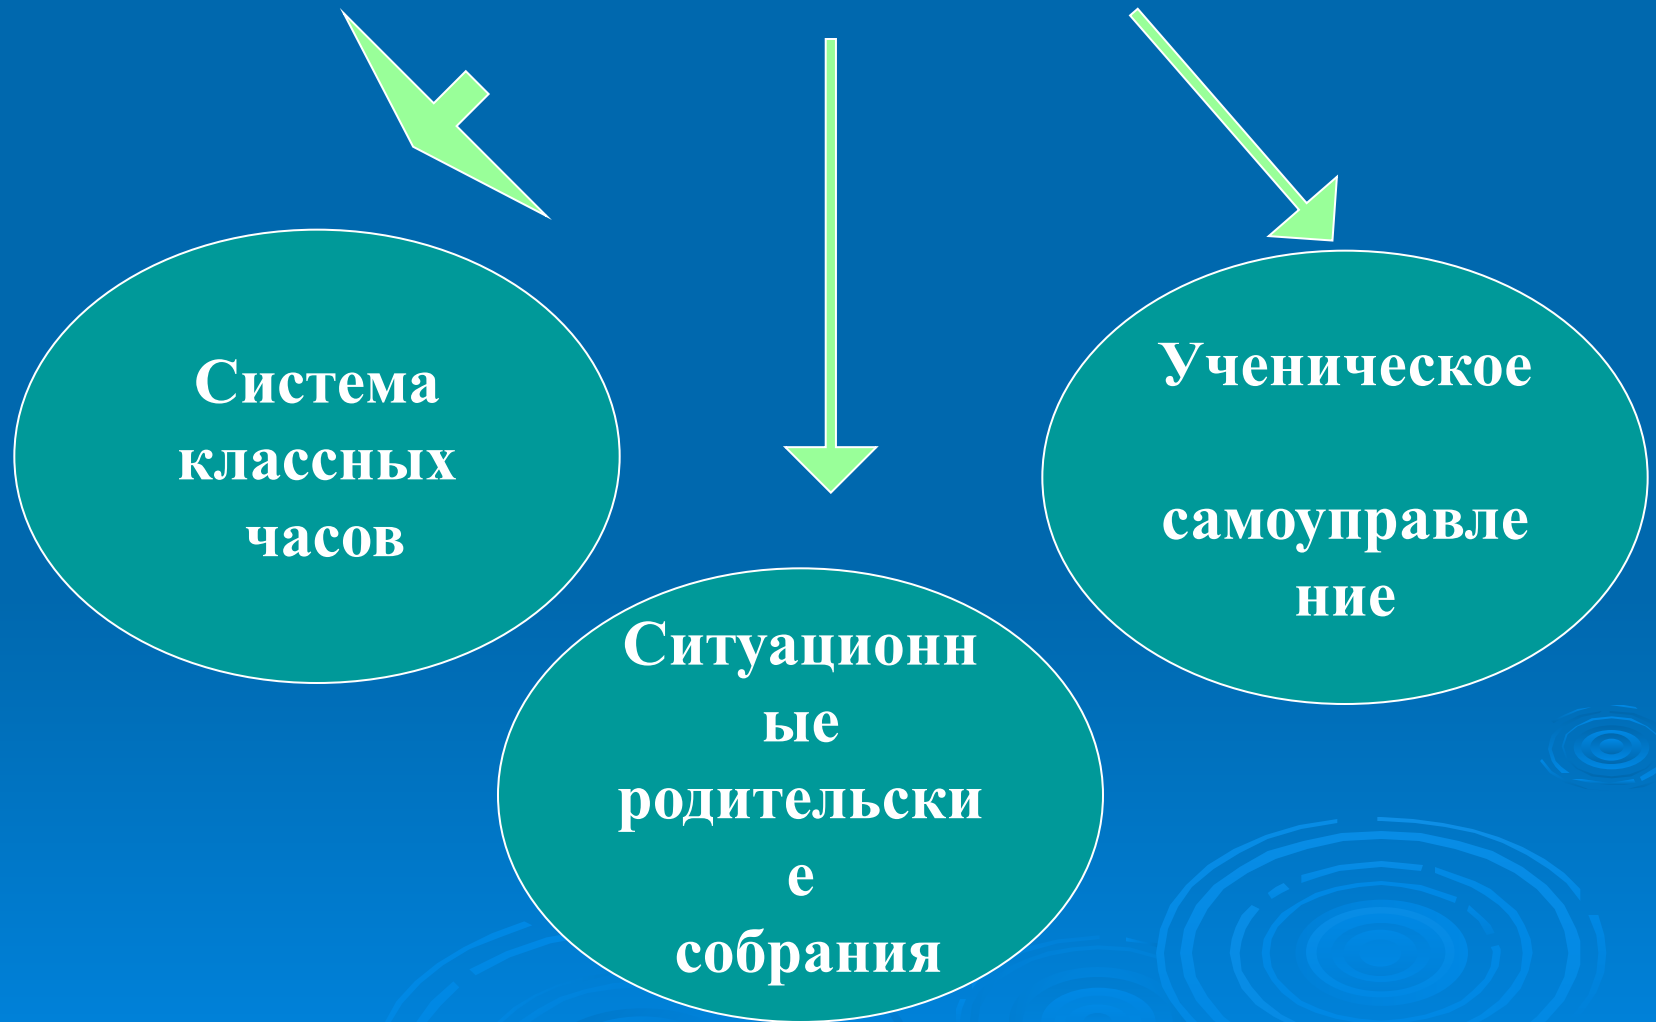 Система
классных
часов
Ситуационн
ые
родительски
е
собрания
Ученическое
самоуправле
ние